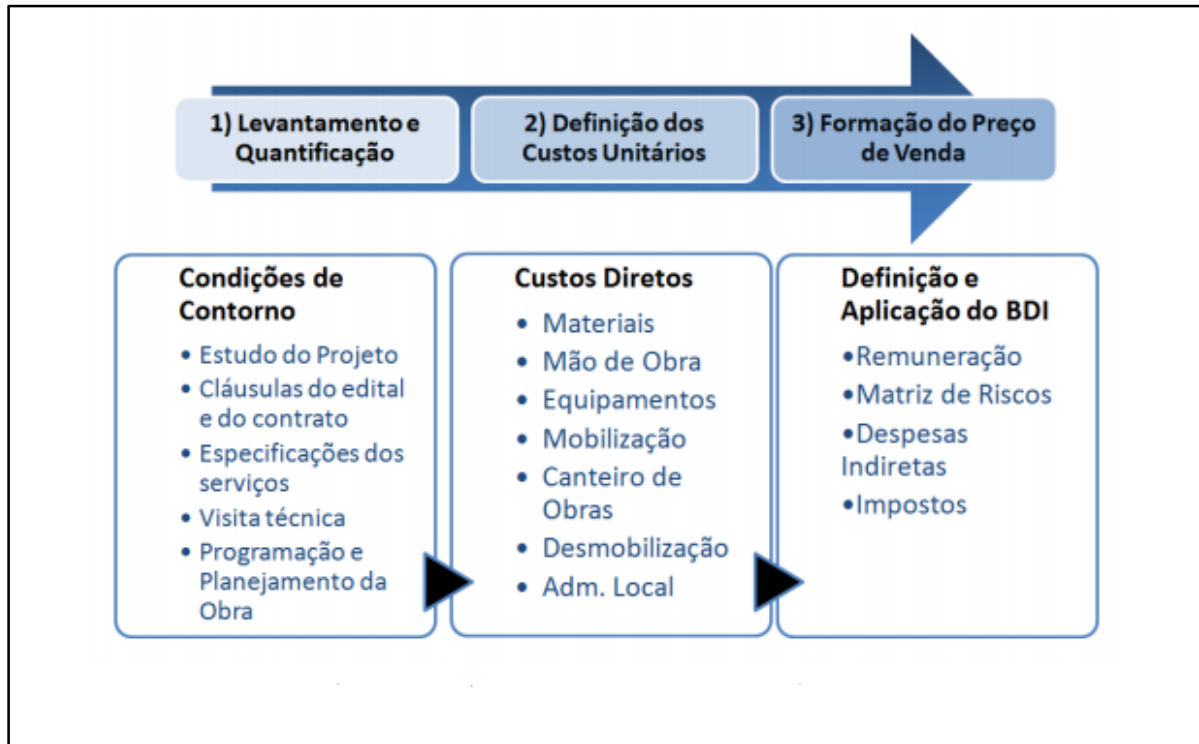 1) Levantamento e
Quantificação
2) Definição dos
Custos Unitários
3) Formação do Preço
de Venda
Condições de
Contorno
• Estudo do Projeto
• Cláusulas do edital
e do contrato
• Especificações dos
serviços
• Visita técnica
• Programação e
Planejamento da
Obra
Custos Diretos
• Materiais
• Mão de Obra
• Equipamentos
• Mobilização
• Canteiro de
Obras
• Desmobilização
• Adm. Local
Definição e
Aplicação do BDI
•Remuneração
•Matriz de Riscos
•Despesas
Indiretas
•Impostos